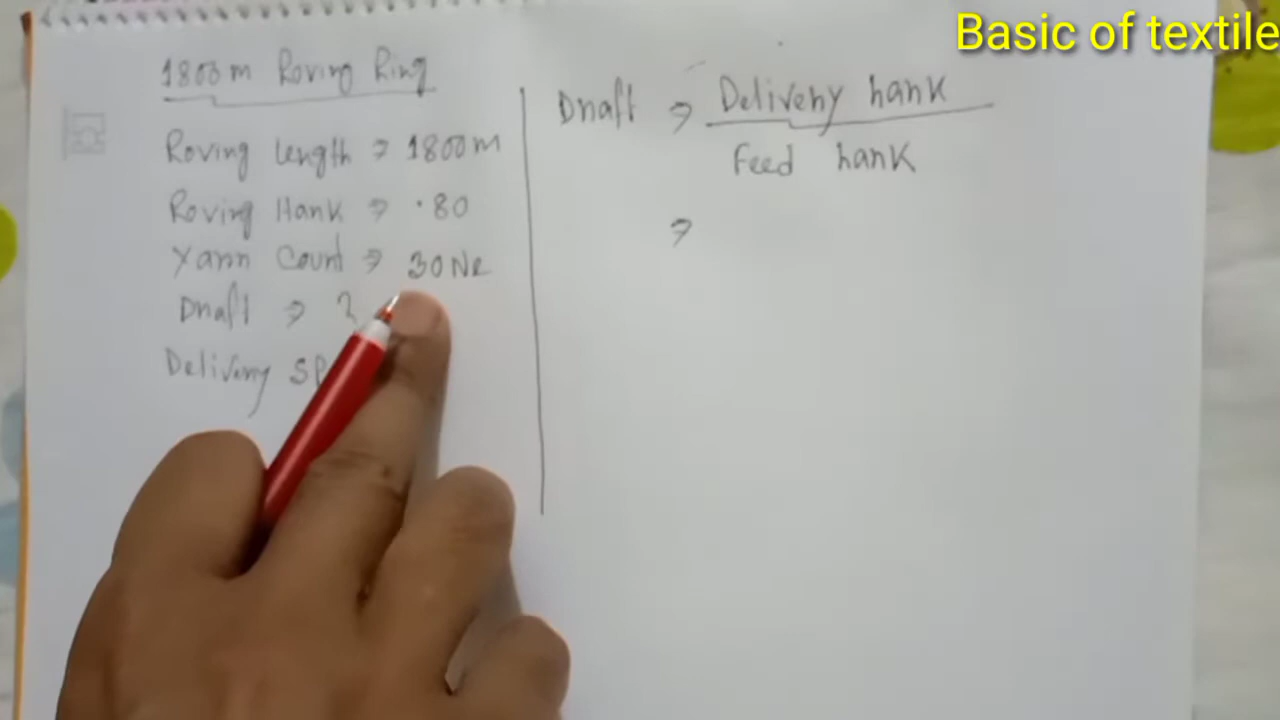 Basic of textile
1800m Roving Ring
Roving Length ⇒ 1800m
Roving Hank ⇒ .80
Yarn Count ⇒ 30Ne
Draft ⇒ ?
Delivery SP
Draft ⇒ Delivery hank
Feed hank
⇒